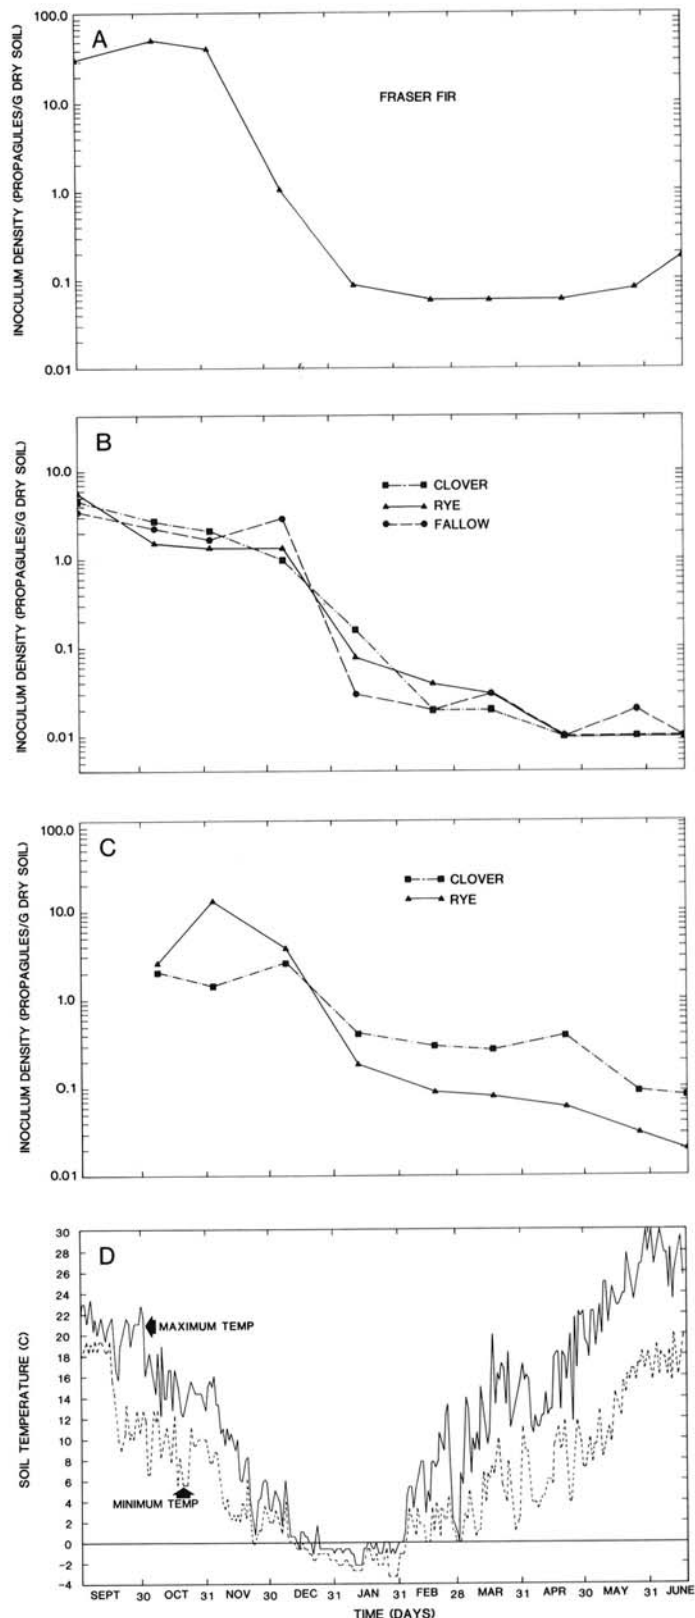 100.0
A
10.0
FRASER FIR
1.0
0.1
0.01
INOCULUM DENSITY (PROPAGULES/G DRY SOIL)
B
10.0
CLOVER
RYE
FALLOW
1.0
0.1
0.01
INOCULUM DENSITY (PROPAGULES/G DRY SOIL)
100.0
C
CLOVER
RYE
10.0
1.0
O.1
0.01
INOCULUM DENSITY (PROPAGULES/G DRY SOIL)
30
D
28
26
24
22
MAXIMUM TEMP
20
18
16
14
12
10
8
6
4
MINIMUM TEMP
2
0
-2
-4
SOIL TEMPERATURE (C)
SEPT 30 OCT 31 NOV 30 DEC 31 JAN 31 FEB 28 MAR 31 APR 30 MAY 31 JUNE
TIME (DAYS)